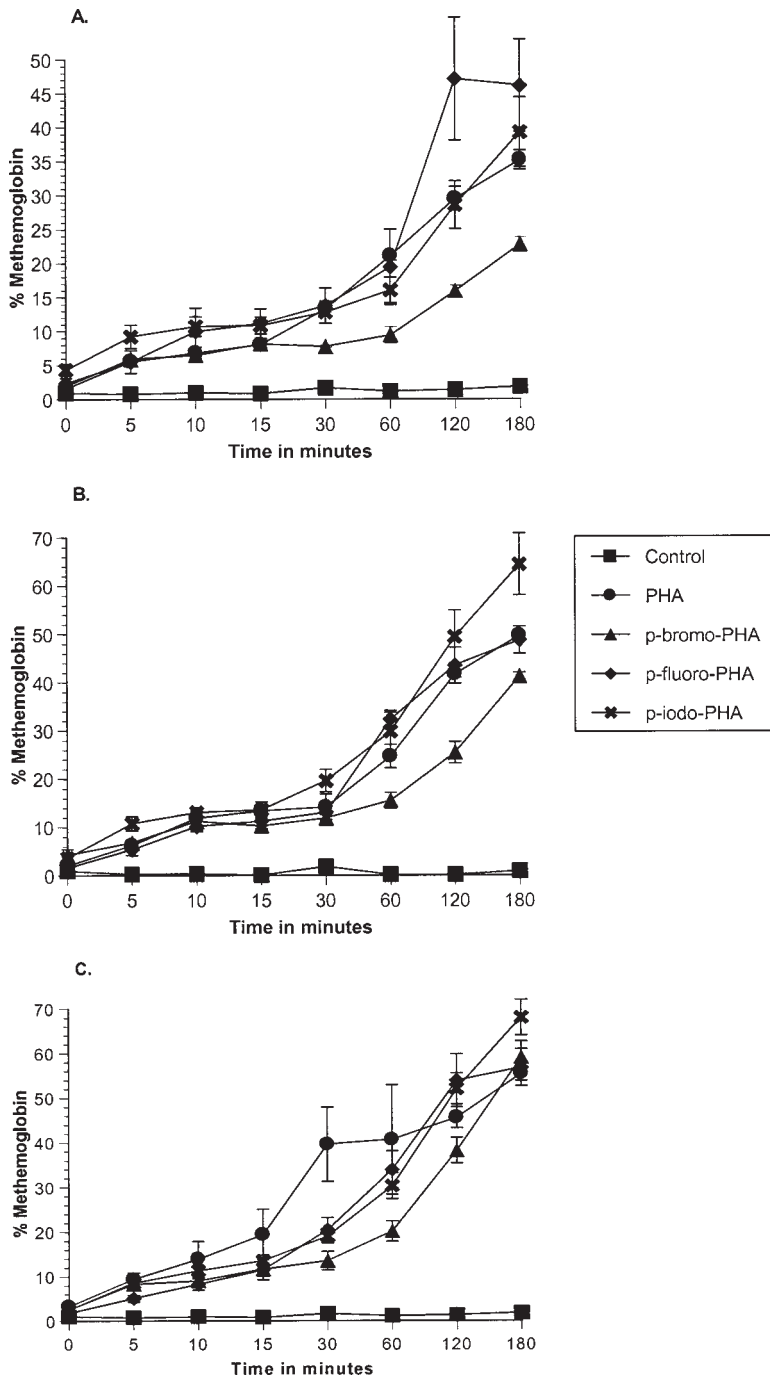 A.
50
45
40
35
30
25
20
15
10
5
0
% Methemoglobin
0 5 10 15 30 60 120 180
Time in minutes
B.
70
60
50
40
30
20
10
0
% Methemoglobin
0 5 10 15 30 60 120 180
Time in minutes
Control
PHA
p-bromo-PHA
p-fluoro-PHA
p-iodo-PHA
C.
70
60
50
40
30
20
10
0
% Methemoglobin
0 5 10 15 30 60 120 180
Time in minutes